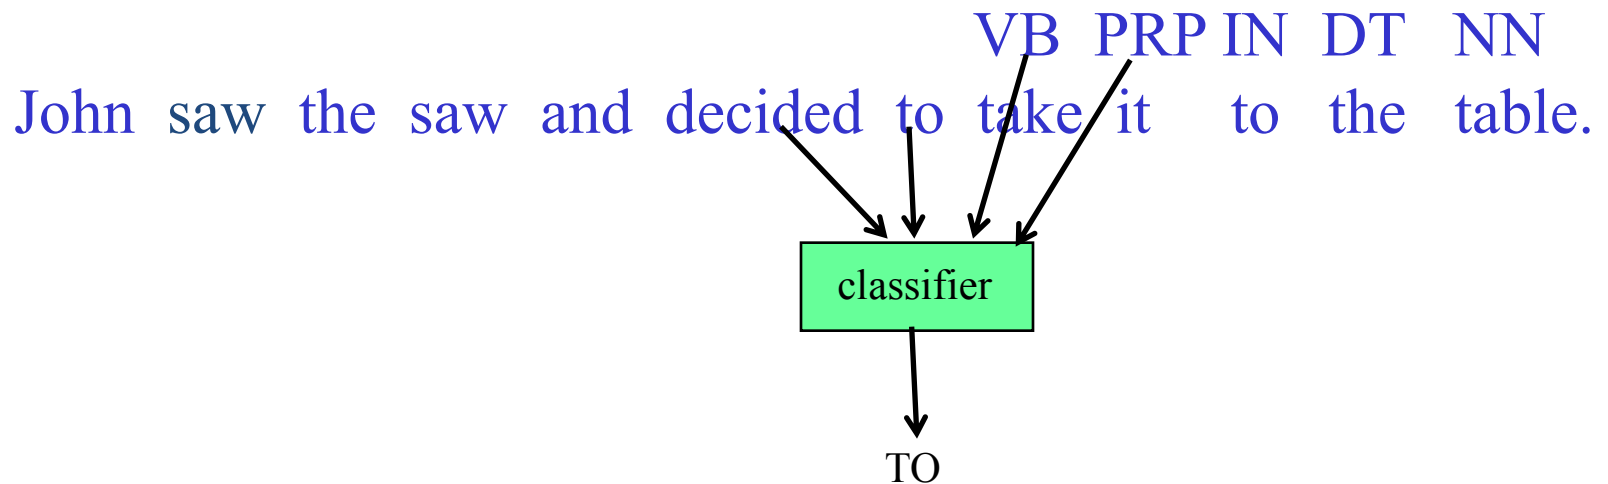 VB PRP IN DT NN
John saw the saw and decided to take it to the table.
classifier
TO